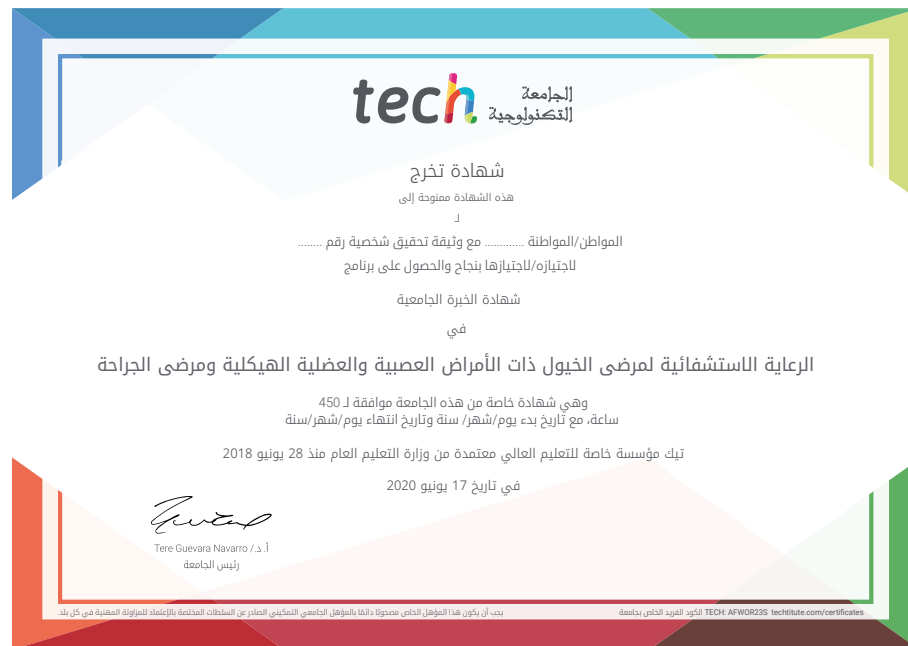 tech الجامعة
التكنولوجية
شهادة تخرج
هذه الشهادة ممنوحة إلى
لـ
المواطن/المواطنة ............ مع وثيقة تحقيق شخصية رقم ........
لاجتيازه/لاجتيازها بنجاح والحصول على برنامج
شهادة الخبرة الجامعية
في
الرعاية الاستشفائية لمرضى الخيول ذات الأمراض العصبية والعضلية الهيكلية ومرضى الجراحة
وهي شهادة خاصة من هذه الجامعة موافقة لـ 450
ساعة، مع تاريخ بدء يوم/شهر/ سنة وتاريخ انتهاء يوم/شهر/سنة
تيك مؤسسة خاصة للتعليم العالي معتمدة من وزارة التعليم العام منذ 28 يونيو 2018
في تاريخ 17 يونيو 2020
أ. د./ Tere Guevara Navarro
رئيس الجامعة
يجب أن يكون هذا المؤهل الخاص مصحوبًا دائمًا بالمؤهل الجامعي التمكيني الصادر عن السلطات المختصة بالإعتماد للمزاولة المهنية في كل بلد.
الكود الفريد الخاص بجامعة TECH: AFWOR23S techtitute.com/certificates